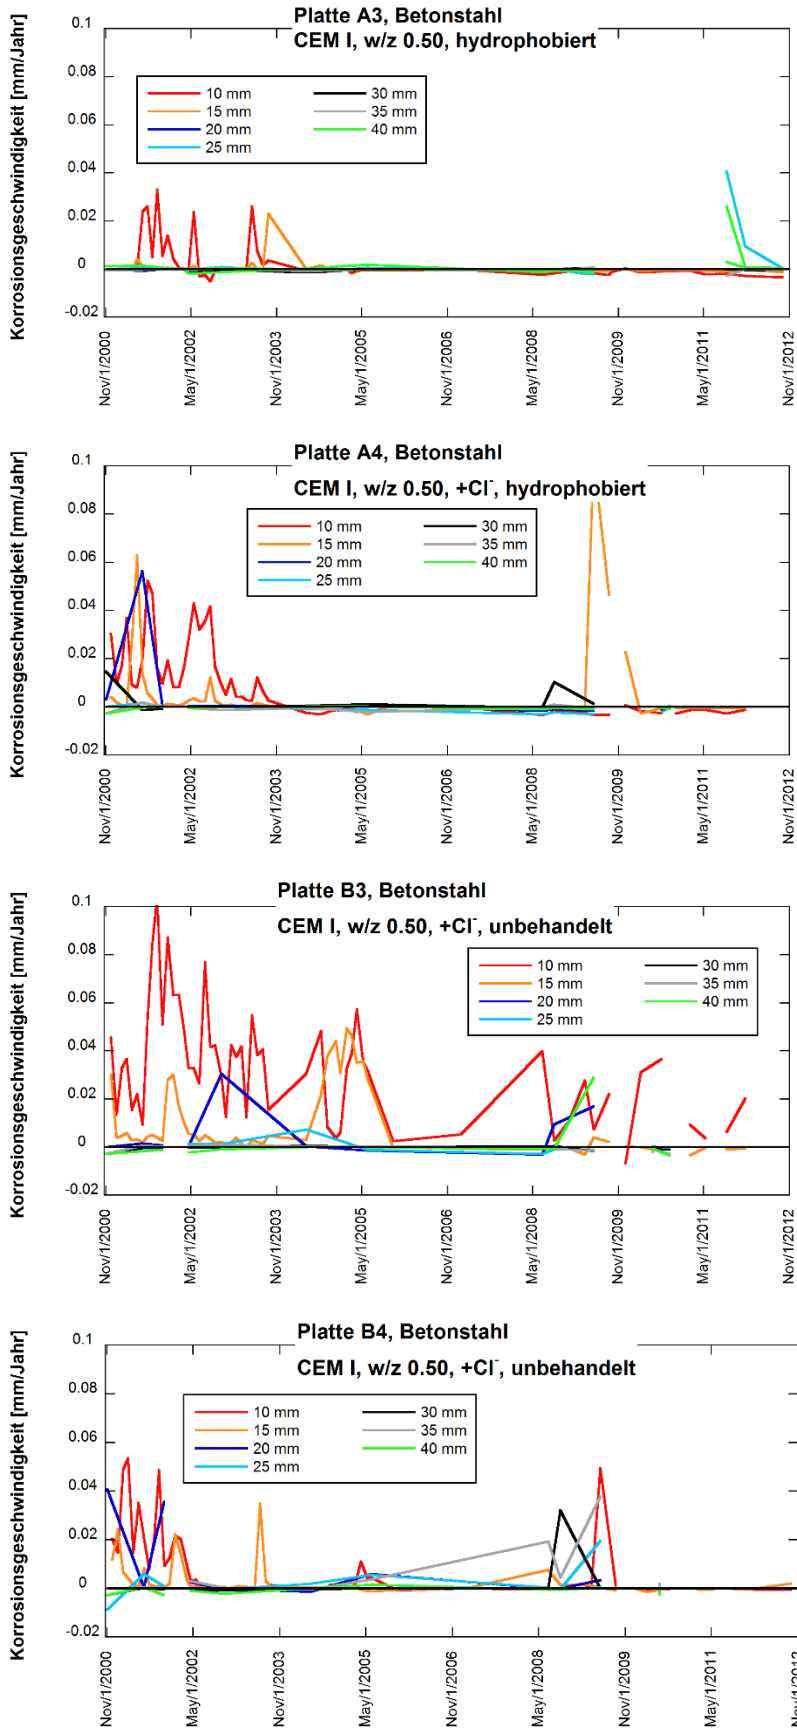 Platte A3, Betonstahl
CEM I, w/z 0.50, hydrophobiert
Korrosionsgeschwindigkeit [mm/Jahr]
0.1
0.08
0.06
0.04
0.02
0
-0.02
10 mm
15 mm
20 mm
25 mm
30 mm
35 mm
40 mm
Nov/1/2000
May/1/2002
Nov/1/2003
May/1/2005
Nov/1/2006
May/1/2008
Nov/1/2009
May/1/2011
Nov/1/2012
Platte A4, Betonstahl
CEM I, w/z 0.50, +Cl⁻, hydrophobiert
Korrosionsgeschwindigkeit [mm/Jahr]
0.1
0.08
0.06
0.04
0.02
0
-0.02
10 mm
15 mm
20 mm
25 mm
30 mm
35 mm
40 mm
Nov/1/2000
May/1/2002
Nov/1/2003
May/1/2005
Nov/1/2006
May/1/2008
Nov/1/2009
May/1/2011
Nov/1/2012
Platte B3, Betonstahl
CEM I, w/z 0.50, +Cl⁻, unbehandelt
Korrosionsgeschwindigkeit [mm/Jahr]
0.1
0.08
0.06
0.04
0.02
0
-0.02
10 mm
15 mm
20 mm
25 mm
30 mm
35 mm
40 mm
Nov/1/2000
May/1/2002
Nov/1/2003
May/1/2005
Nov/1/2006
May/1/2008
Nov/1/2009
May/1/2011
Nov/1/2012
Platte B4, Betonstahl
CEM I, w/z 0.50, +Cl⁻, unbehandelt
Korrosionsgeschwindigkeit [mm/Jahr]
0.1
0.08
0.06
0.04
0.02
0
-0.02
10 mm
15 mm
20 mm
25 mm
30 mm
35 mm
40 mm
Nov/1/2000
May/1/2002
Nov/1/2003
May/1/2005
Nov/1/2006
May/1/2008
Nov/1/2009
May/1/2011
Nov/1/2012